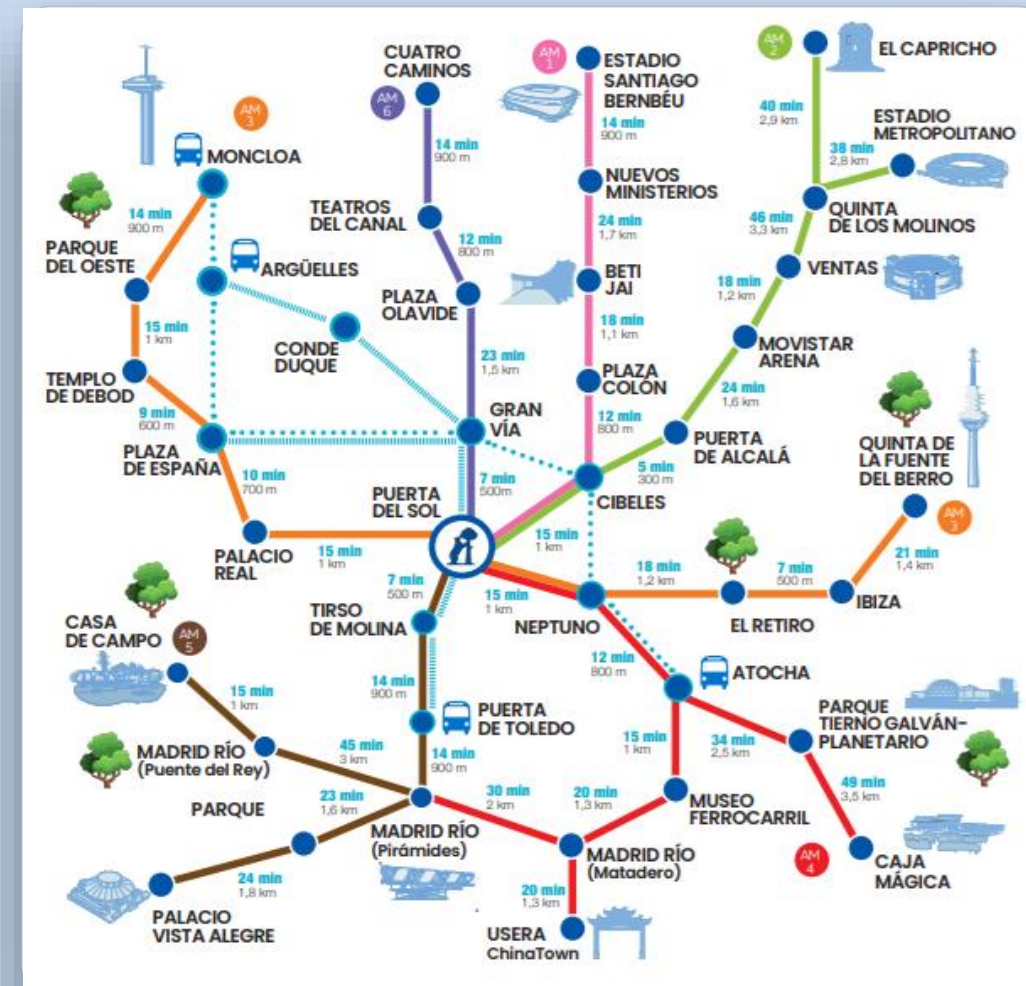 CUATRO
CAMINOS
AM
6
AM
1
ESTADIO
SANTIAGO
BERNBÉU
AM
2
EL CAPRICHO
AM
3
MONCLOA
14 min
900 m
14 min
900 m
40 min
2,9 km
ESTADIO
METROPOLITANO
38 min
2,8 km
14 min
900 m
PARQUE
DEL OESTE
TEATROS
DEL CANAL
NUEVOS
MINISTERIOS
QUINTA
DE LOS MOLINOS
24 min
1,7 km
46 min
3,3 km
12 min
800 m
ARGÜELLES
PLAZA
OLAVIDE
BETI
JAI
VENTAS
18 min
1,2 km
15 min
1 km
CONDE
DUQUE
18 min
1,1 km
MOVISTAR
ARENA
TEMPLO
DE DEBOD
23 min
1,5 km
PLAZA
COLÓN
24 min
1,6 km
9 min
600 m
GRAN
VÍA
12 min
800 m
PUERTA
DE ALCALÁ
QUINTA DE
LA FUENTE
DEL BERRO
PLAZA
DE ESPAÑA
10 min
700 m
7 min
500m
5 min
300 m
CIBELES
PUERTA
DEL SOL
AM
3
PALACIO
REAL
15 min
1 km
15 min
1 km
21 min
1,4 km
7 min
500 m
15 min
1 km
18 min
1,2 km
7 min
500 m
IBIZA
TIRSO
DE MOLINA
NEPTUNO
EL RETIRO
CASA
DE CAMPO
AM
5
12 min
800 m
ATOCHA
15 min
1 km
14 min
900 m
PUERTA
DE TOLEDO
15 min
1 km
34 min
2,5 km
PARQUE
TIERNO GALVÁN-
PLANETARIO
MADRID RÍO
(Puente del Rey)
45 min
3 km
14 min
900 m
49 min
3,5 km
PARQUE
23 min
1,6 km
30 min
2 km
20 min
1,3 km
MUSEO
FERROCARRIL
MADRID RÍO
(Pirámides)
MADRID RÍO
(Matadero)
AM
4
CAJA
MÁGICA
24 min
1,8 km
20 min
1,3 km
PALACIO
VISTA ALEGRE
USERA
ChinaTown